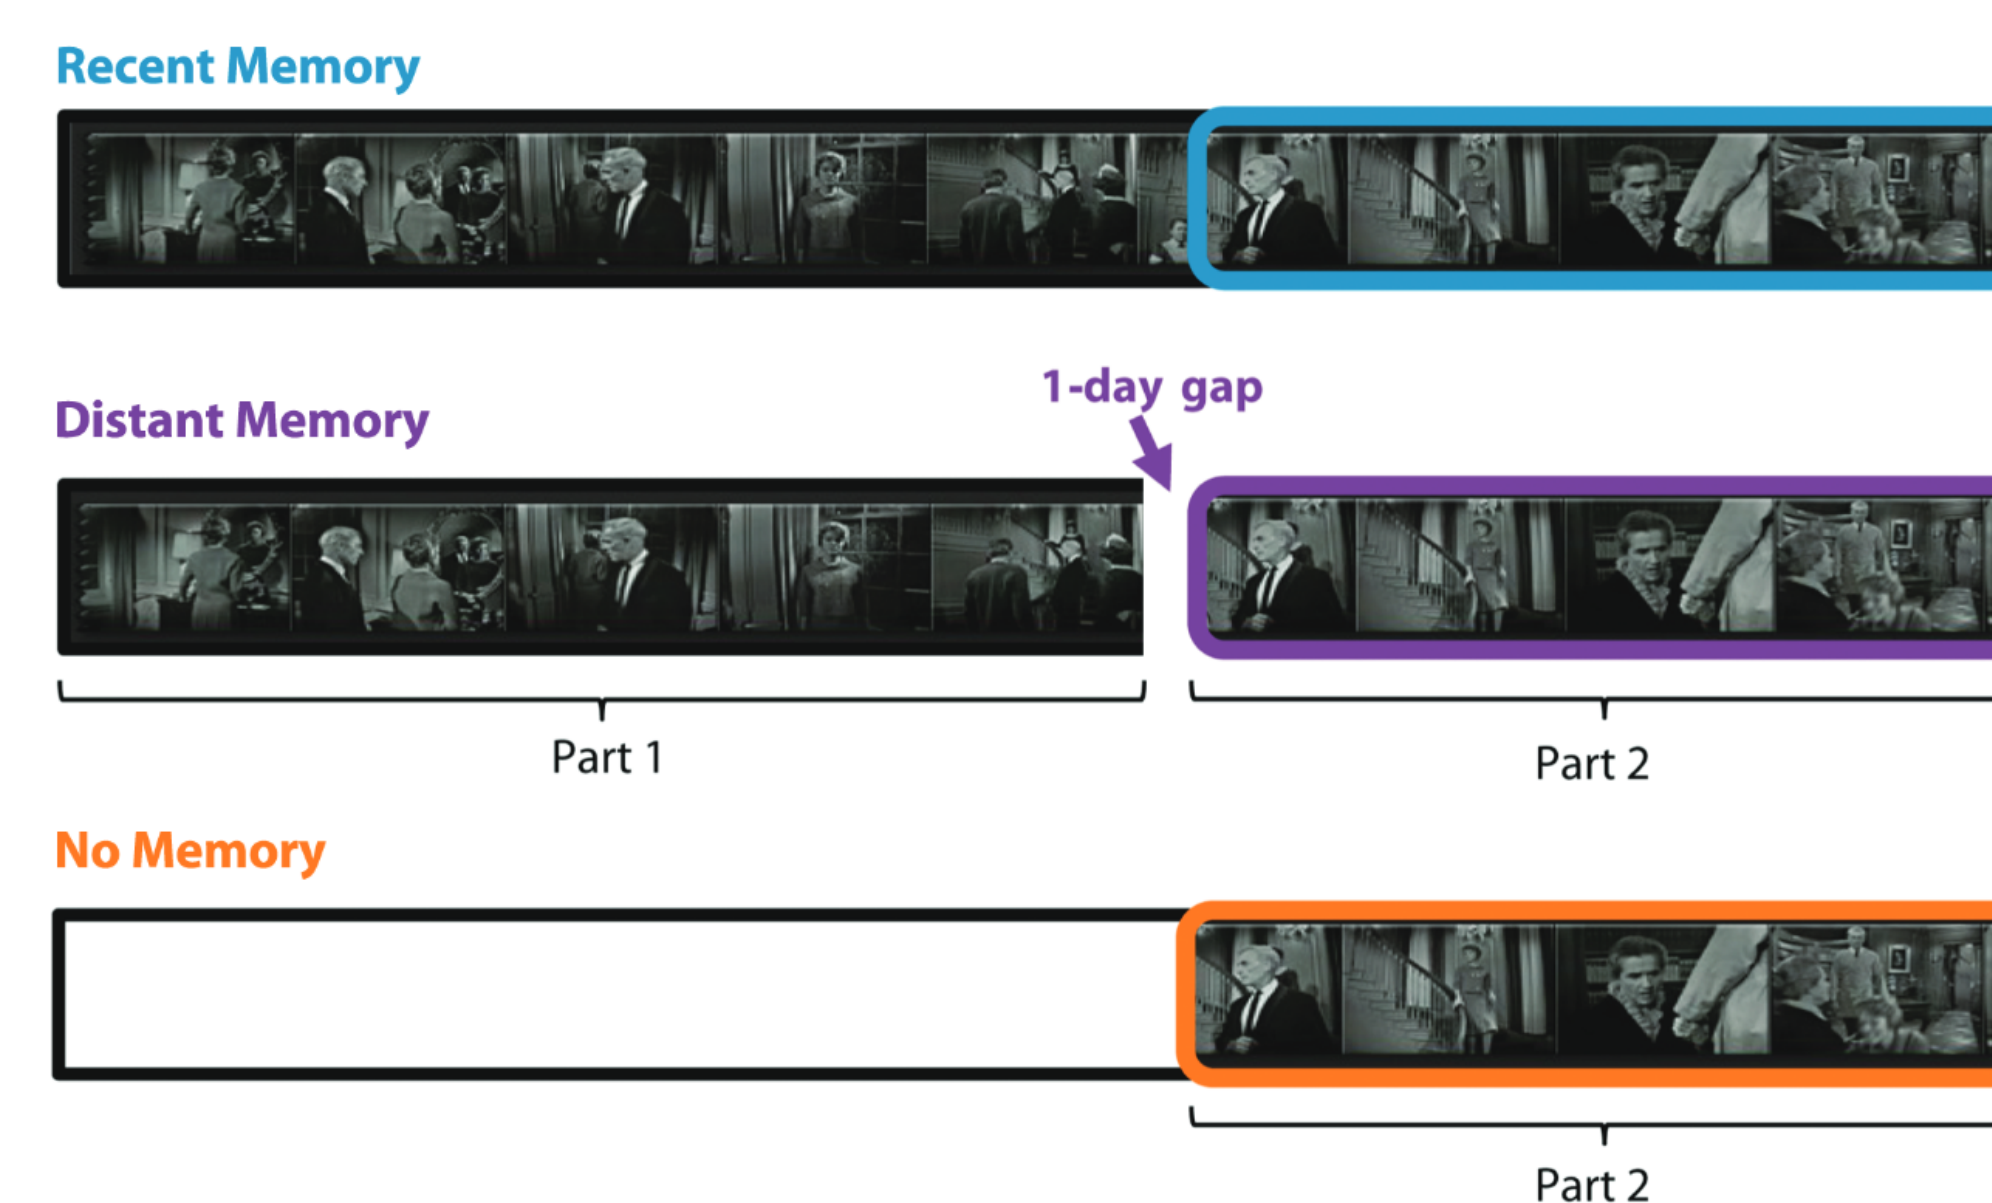 Recent Memory
1-day gap
Distant Memory
Part 1
Part 2
No Memory
Part 2